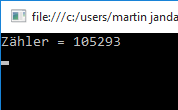 file:///c:/users/martin janda
Zähler = 105293